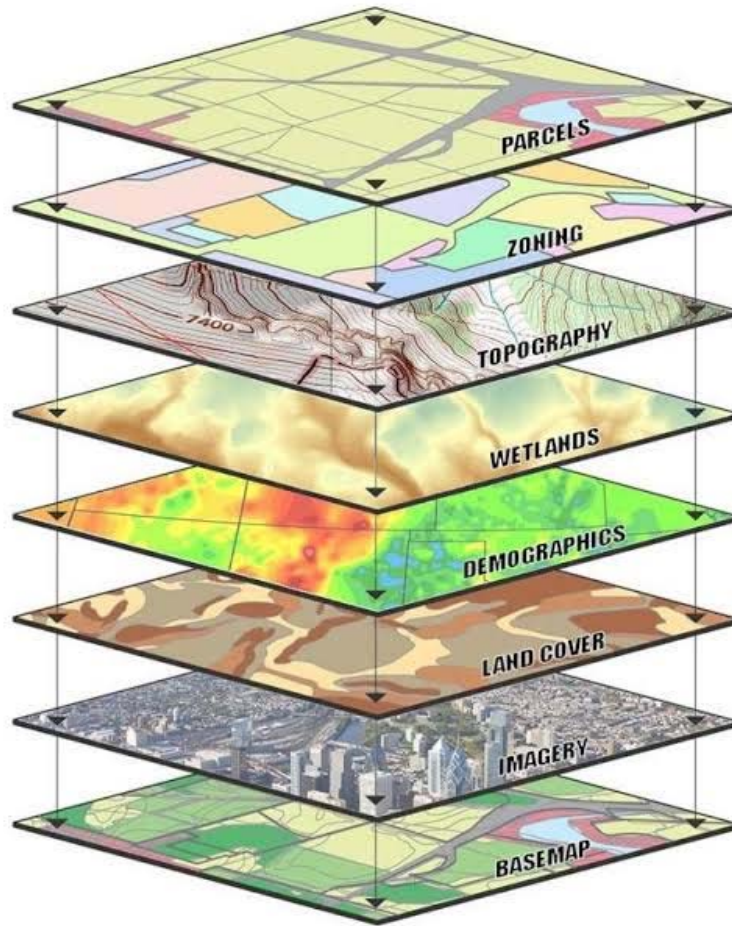 PARCELS
ZONING
7400
TOPOGRAPHY
WETLANDS
DEMOGRAPHICS
LAND COVER
IMAGERY
BASEMAP